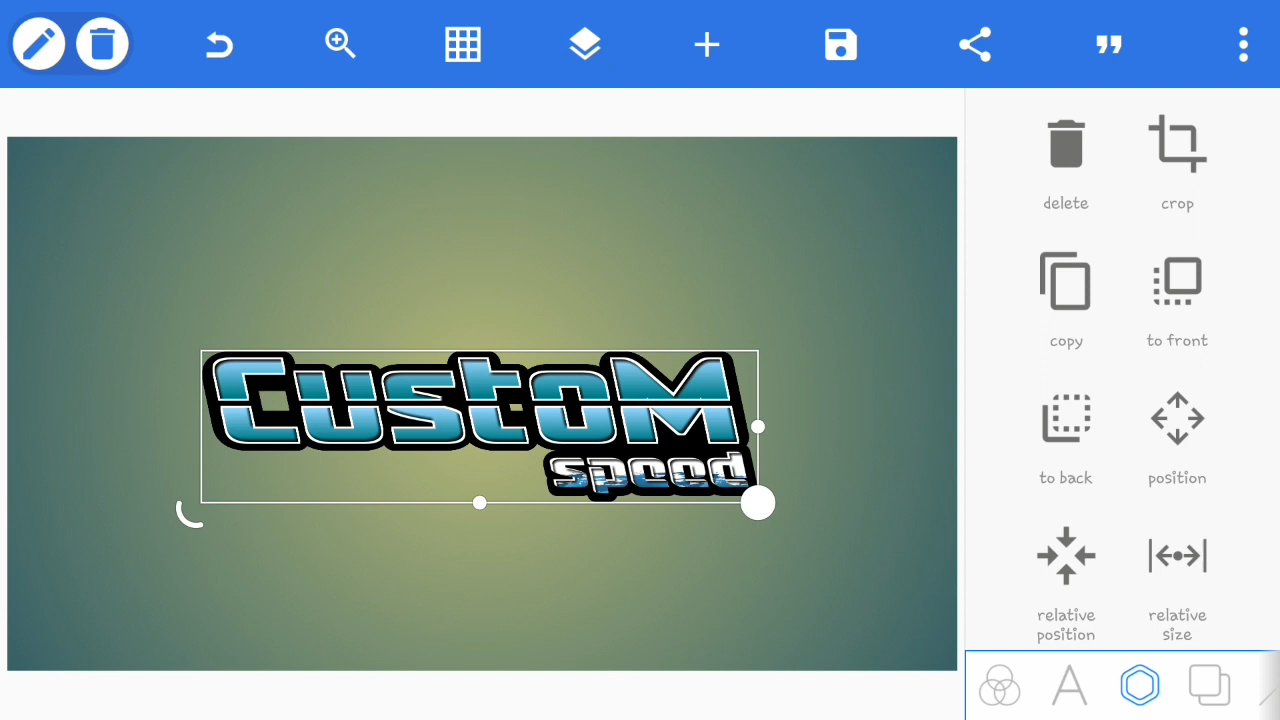 delete
crop
CustoM
speed
copy
to front
to back
position
relative position
relative size